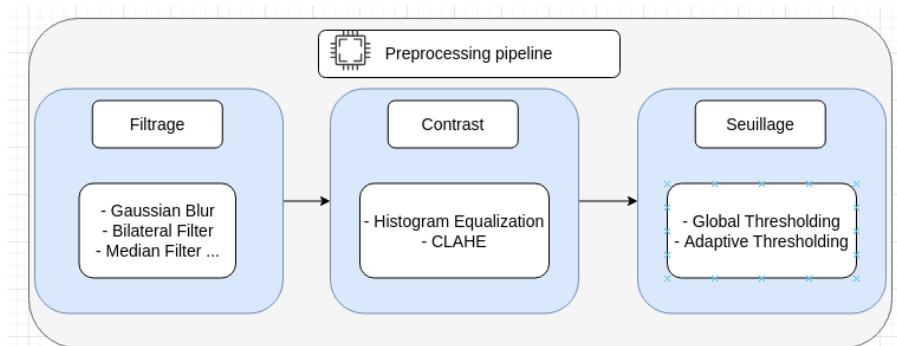 Preprocessing pipeline
Filtrage
- Gaussian Blur
- Bilateral Filter
- Median Filter ...
Contrast
- Histogram Equalization
- CLAHE
Seuillage
- Global Thresholding
- Adaptive Thresholding